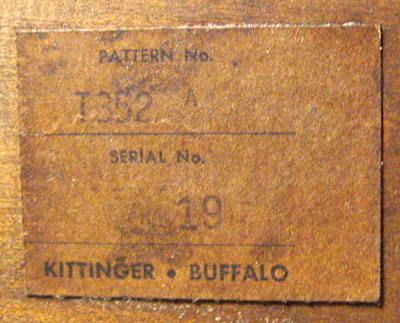 PATTERN No.
T352 A
SERIAL No.
19
KITTINGER • BUFFALO